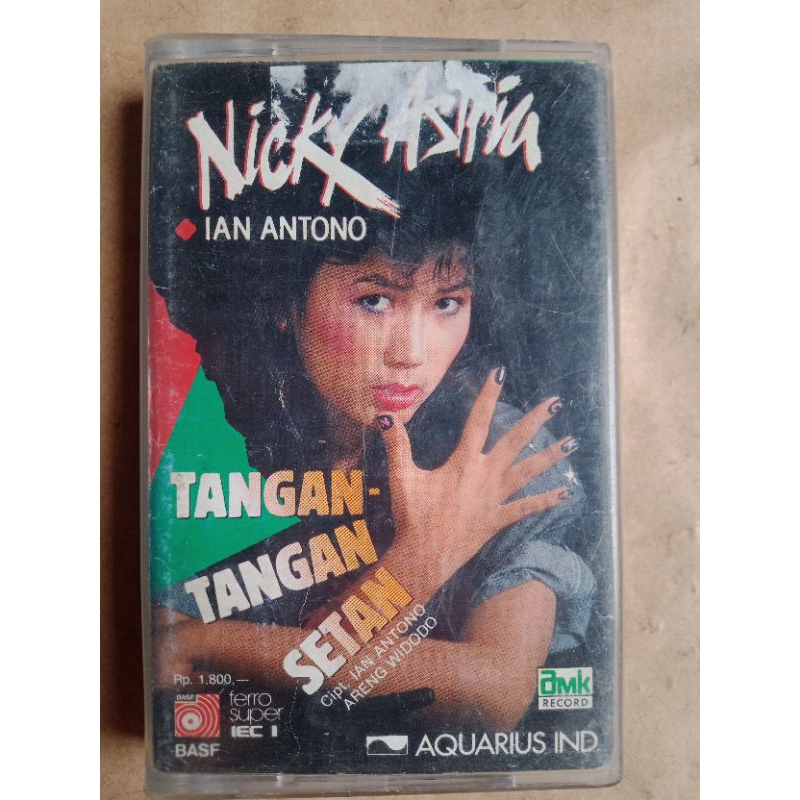 Nicky Astria
IAN ANTONO
TANGAN-
TANGAN
SETAN
Cipt. IAN ANTONO
ARENG WIDODO
Rp. 1.800,—
BASF
ferro
super
IEC I
BASF
amk
RECORD
AQUARIUS IND.